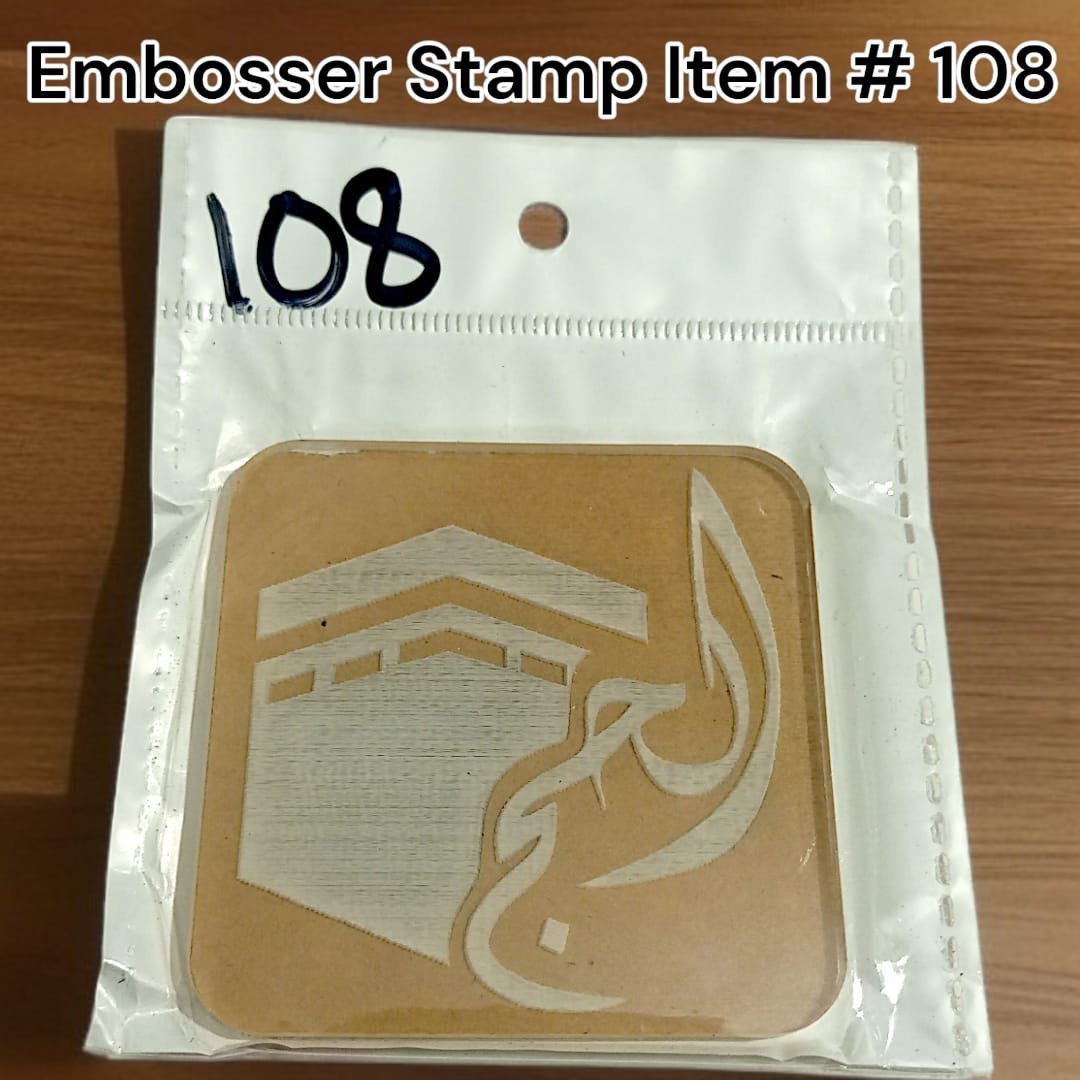 Embosser Stamp Item # 108
108
الحج